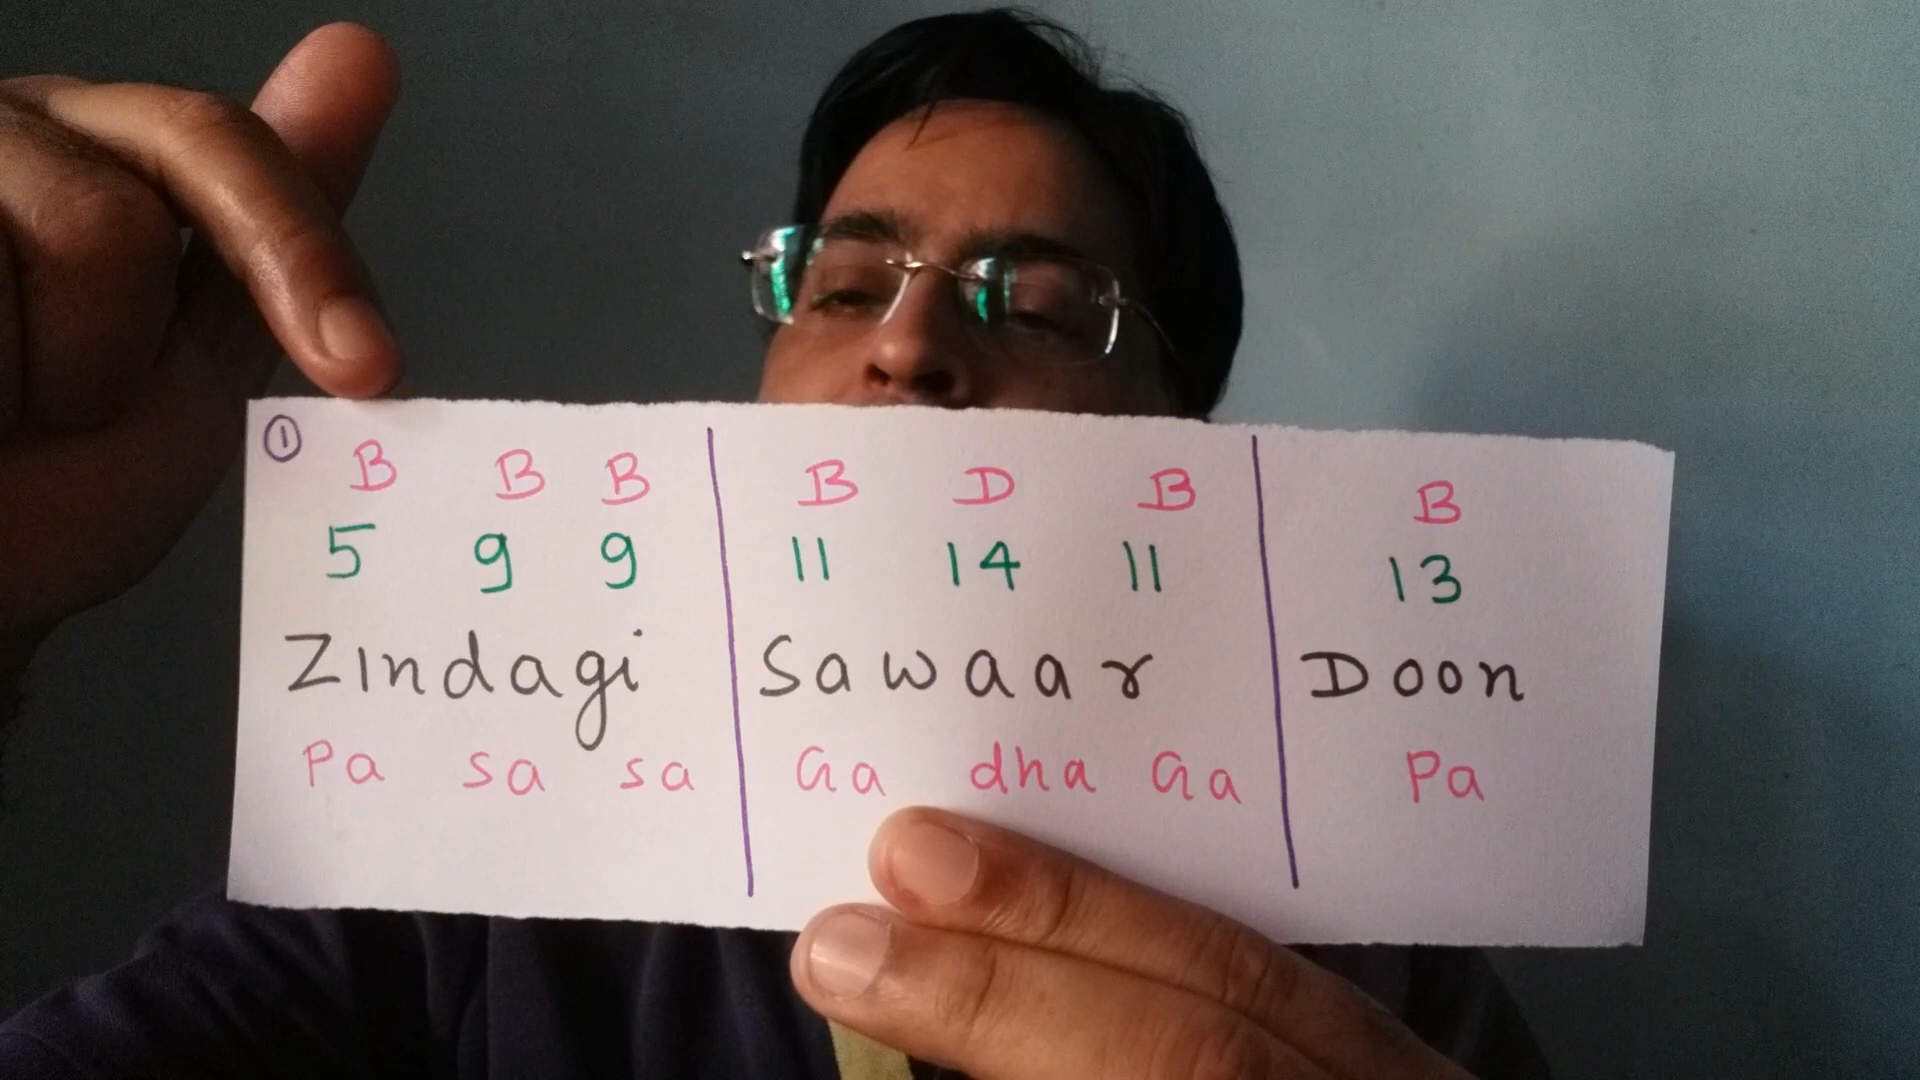 ①
B B B B D B B
5 9 9 11 14 11 13
Zindagi Sawaar Doon
Pa sa sa Ga dha Ga Pa